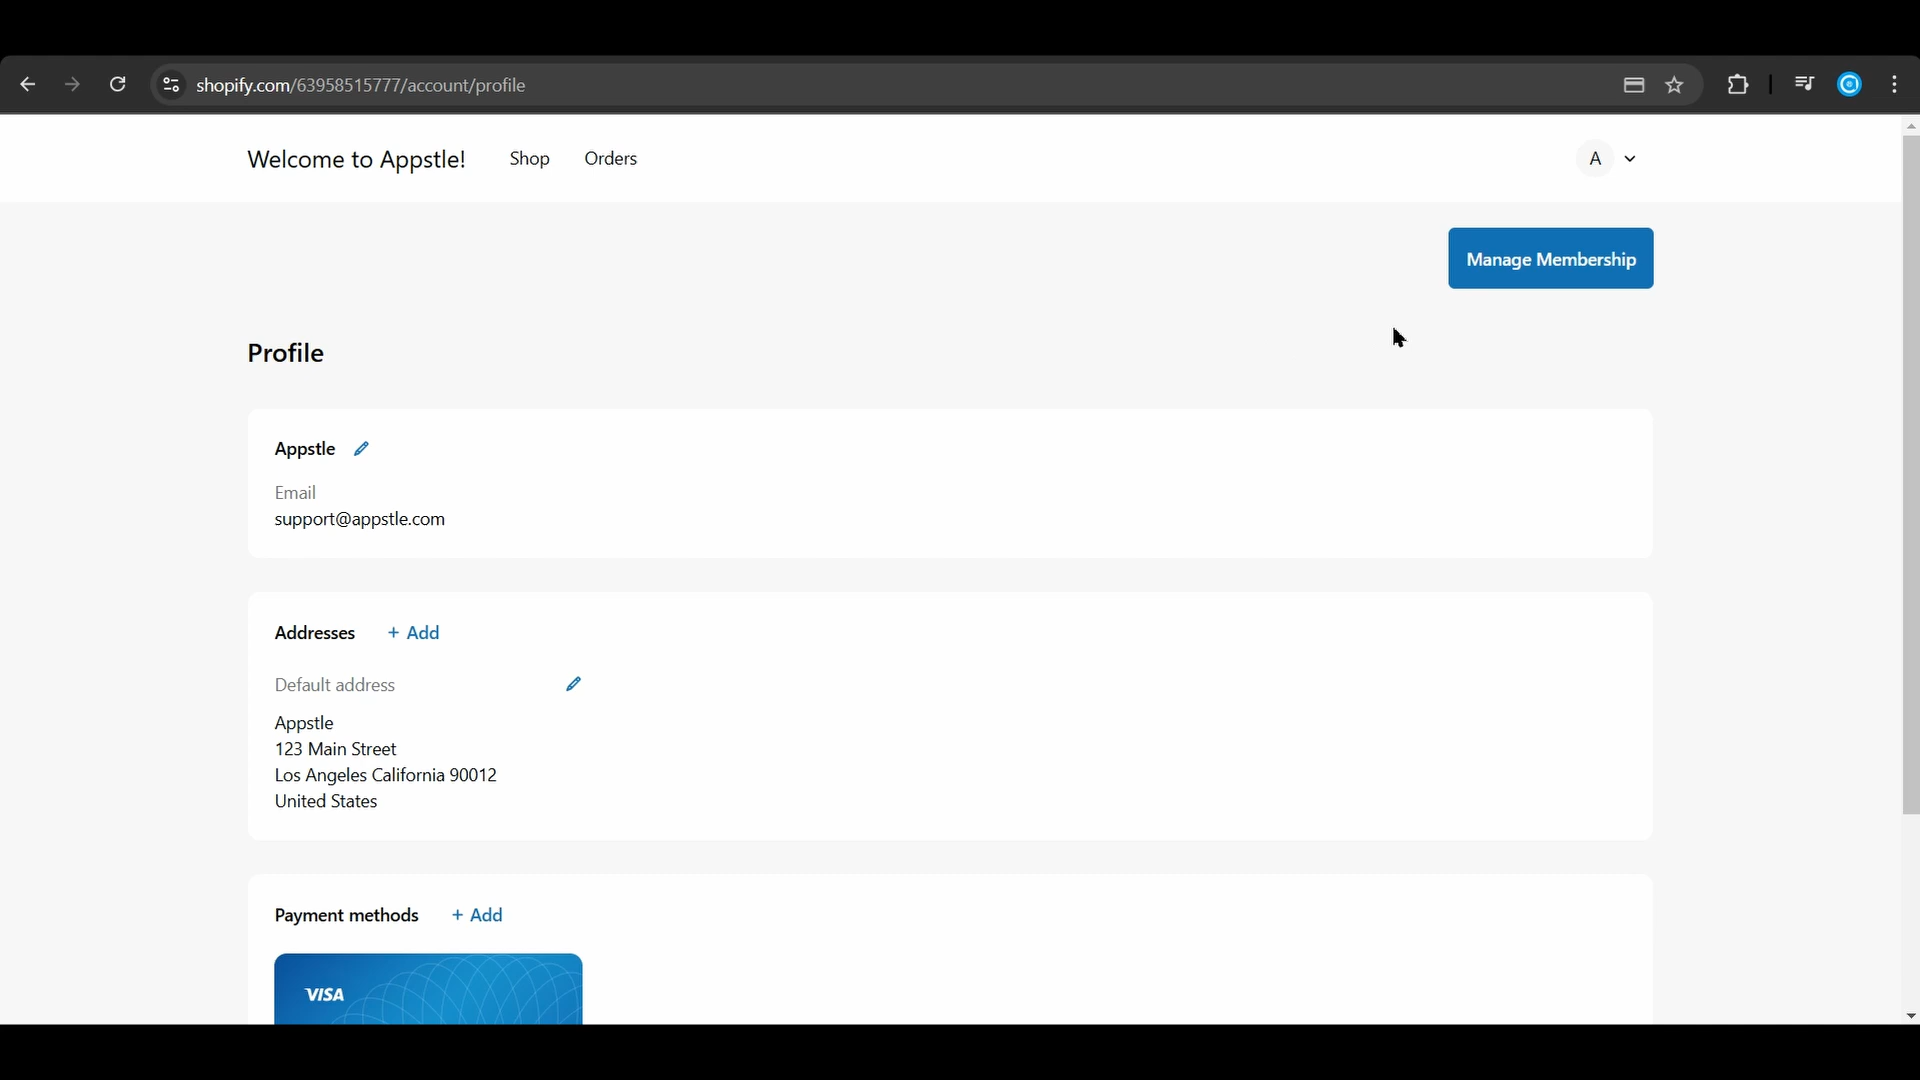 shopify.com/63958515777/account/profile
Welcome to Appstle! Shop Orders A
Manage Membership
Profile
Appstle
Email
support@appstle.com
Addresses + Add
Default address
Appstle
123 Main Street
Los Angeles California 90012
United States
Payment methods + Add
VISA